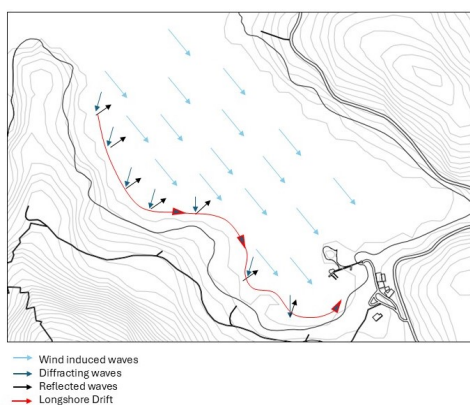 Wind induced waves
Diffracting waves
Reflected waves
Longshore Drift